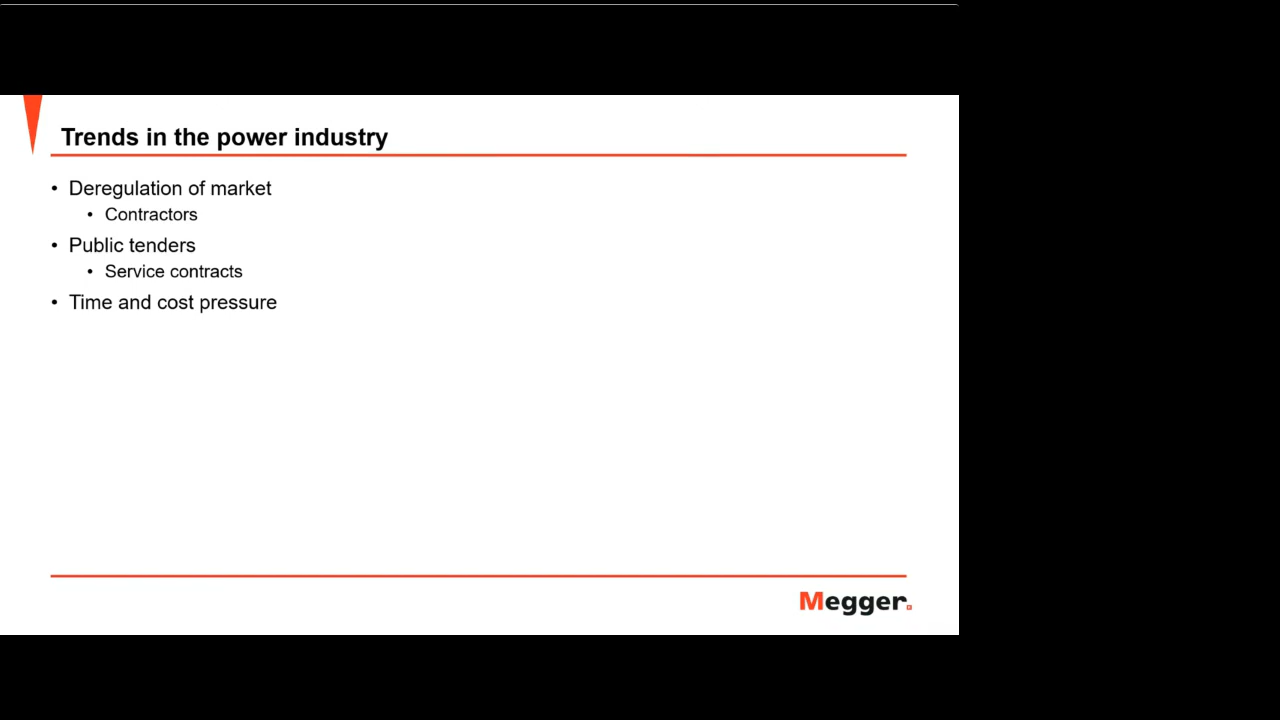 Trends in the power industry
• Deregulation of market
• Contractors
• Public tenders
• Service contracts
• Time and cost pressure
Megger